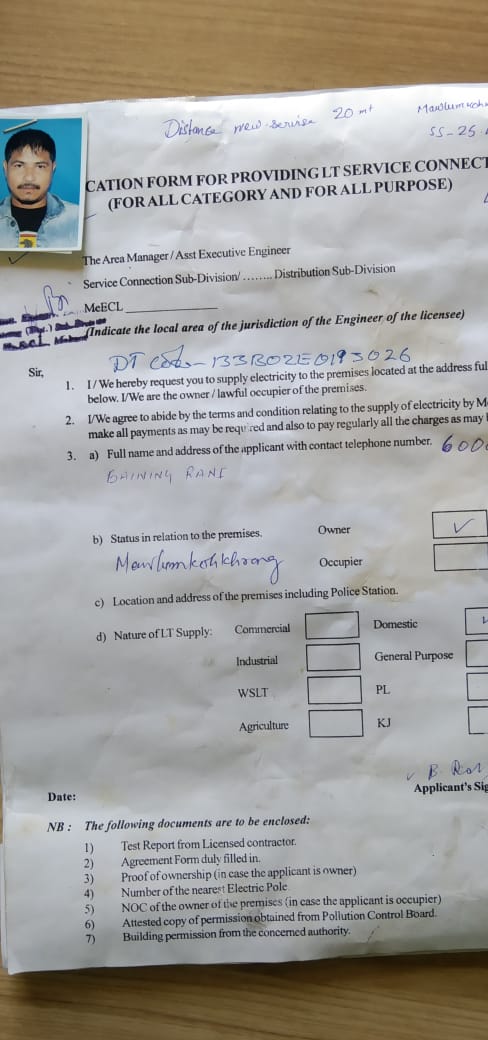 Distance new service 20 mt
SS-25
CATION FORM FOR PROVIDING LT SERVICE CONNECT
(FOR ALL CATEGORY AND FOR ALL PURPOSE)
The Area Manager / Asst Executive Engineer
Service Connection Sub-Division/ ........ Distribution Sub-Division
MeECL
(Indicate the local area of the jurisdiction of the Engineer of the licensee)
Sir,
DT Code
1. I / We hereby request you to supply electricity to the premises located at the address ful
below. I/We are the owner / lawful occupier of the premises.
2. I/We agree to abide by the terms and condition relating to the supply of electricity by M
make all payments as may be required and also to pay regularly all the charges as may
3. a) Full name and address of the applicant with contact telephone number. 600
GAINING RANI
b) Status in relation to the premises. Owner
Occupier
Mawlumkohkhrang
c) Location and address of the premises including Police Station.
d) Nature of LT Supply: Commercial Domestic
Industrial General Purpose
WSLT PL
Agriculture KJ
Applicant's Sig
Date:
NB : The following documents are to be enclosed:
1) Test Report from Licensed contractor.
2) Agreement Form duly filled in.
3) Proof of ownership (in case the applicant is owner)
4) Number of the nearest Electric Pole
5) NOC of the owner of the premises (in case the applicant is occupier)
6) Attested copy of permission obtained from Pollution Control Board.
7) Building permission from the concerned authority.